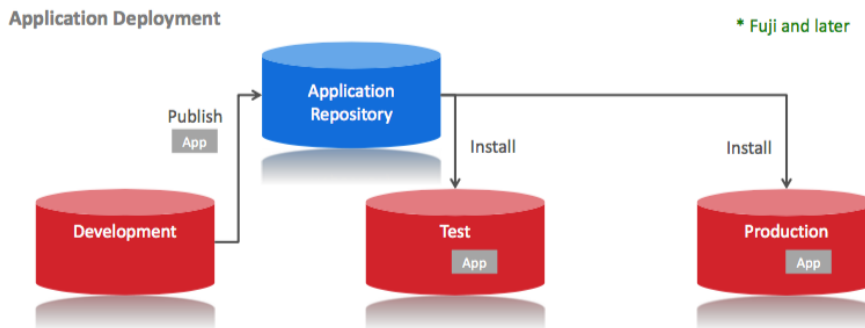 Application Deployment
* Fuji and later
Application
Repository
Publish
App
Install
Install
Development
Test
App
Production
App